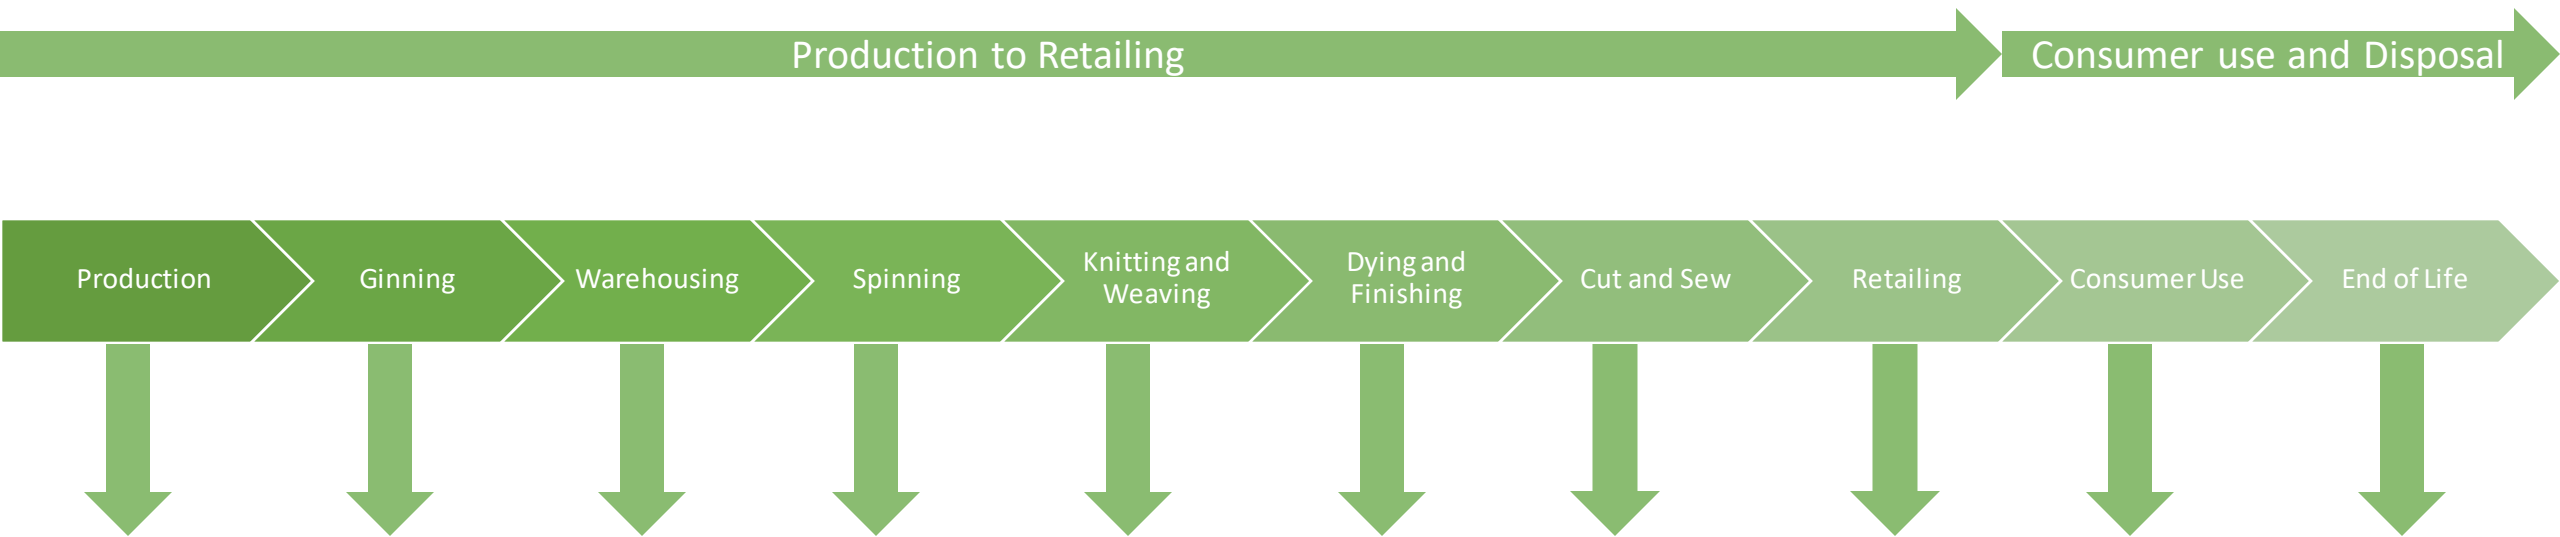 Production to Retailing
Consumer use and Disposal
Production
Ginning
Warehousing
Spinning
Knitting and
Weaving
Dying and
Finishing
Cut and Sew
Retailing
Consumer Use
End of Life